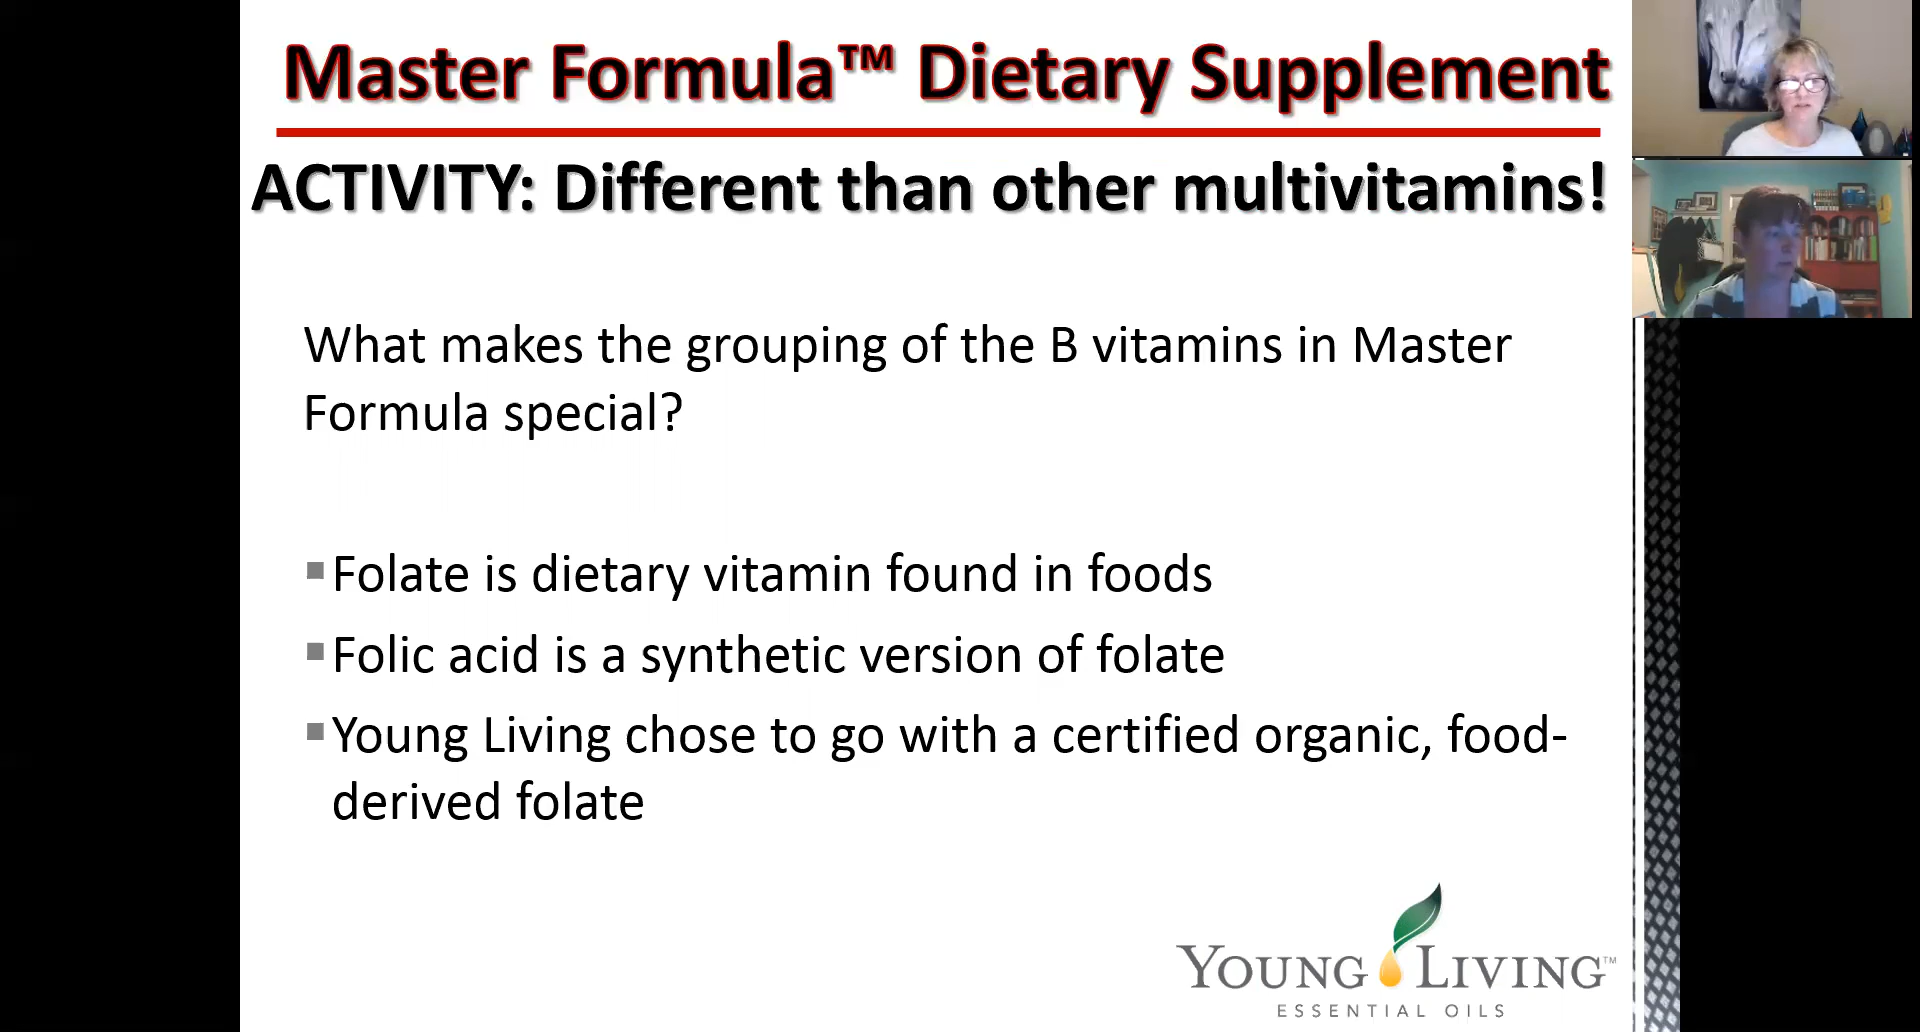 Master Formula™ Dietary Supplement
ACTIVITY: Different than other multivitamins!
What makes the grouping of the B vitamins in Master
Formula special?
▪Folate is dietary vitamin found in foods
▪Folic acid is a synthetic version of folate
▪Young Living chose to go with a certified organic, food-
derived folate
YOUNG LIVING™
ESSENTIAL OILS